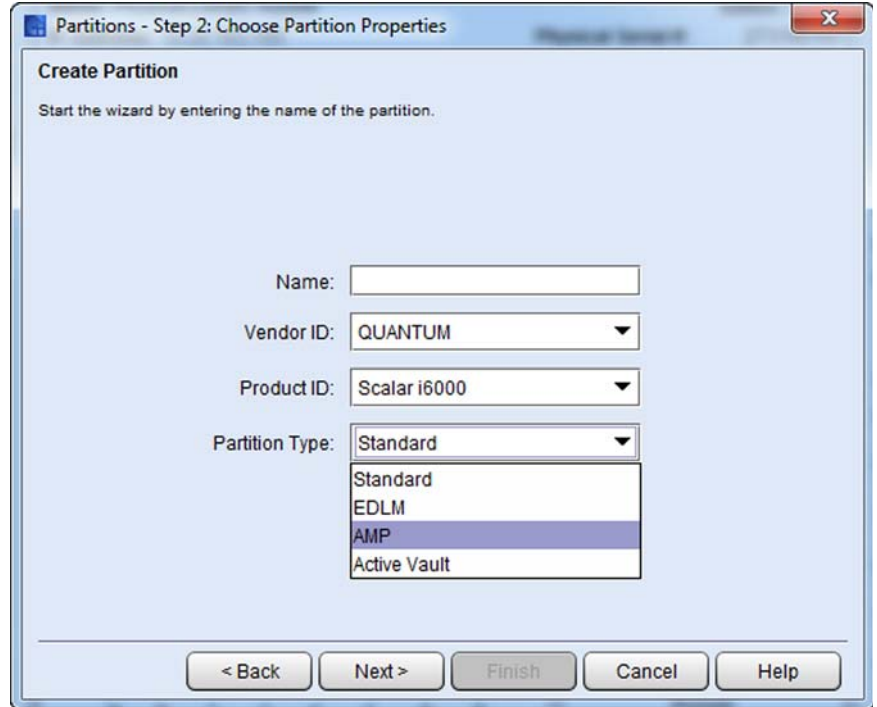 Partitions - Step 2: Choose Partition Properties
Create Partition
Start the wizard by entering the name of the partition.
Name:
Vendor ID: QUANTUM
Product ID: Scalar i6000
Partition Type: Standard
Standard
EDLM
AMP
Active Vault
< Back Next > Finish Cancel Help